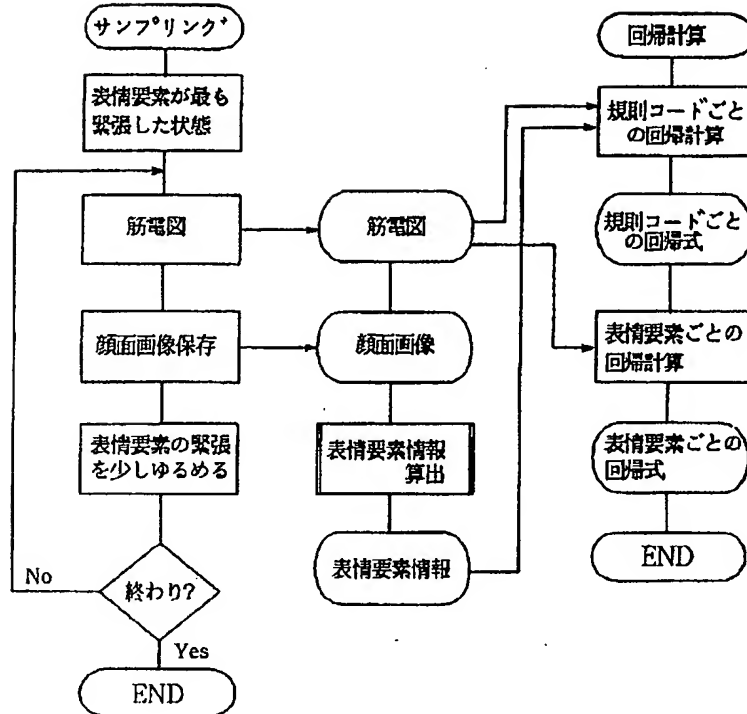 サンプリング
表情要素が最も
緊張した状態
筋電図
顔面画像保存
表情要素の緊張
を少しゆるめる
終わり?
No
Yes
END
筋電図
顔面画像
表情要素情報
算出
表情要素情報
回帰計算
規則コードごと
の回帰計算
規則コードごと
の回帰式
表情要素ごとの
回帰計算
表情要素ごとの
回帰式
END